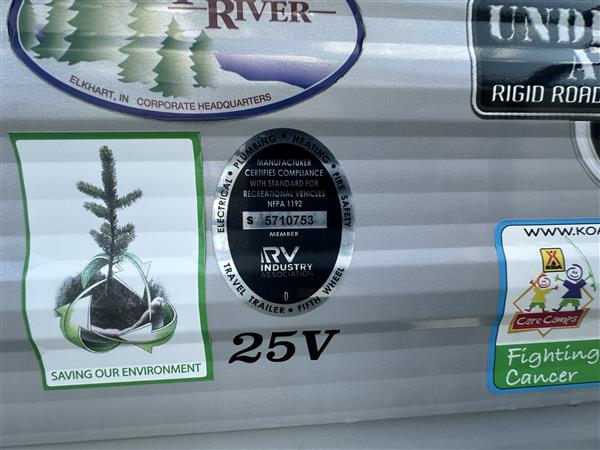 RIVER
ELKHART, IN CORPORATE HEADQUARTERS
RIGID ROAD
SAVING OUR ENVIRONMENT
ELECTRICAL • PLUMBING • HEATING • FIRE SAFETY
MANUFACTURER
CERTIFIES COMPLIANCE
WITH STANDARD FOR
RECREATIONAL VEHICLES
NFPA 1192
S 5710753
MEMBER
RV
INDUSTRY
ASSOCIATION
D
TRAVEL TRAILER • FIFTH WHEEL
25V
WWW.KO
KOA
Care Camps
Fighting
Cancer